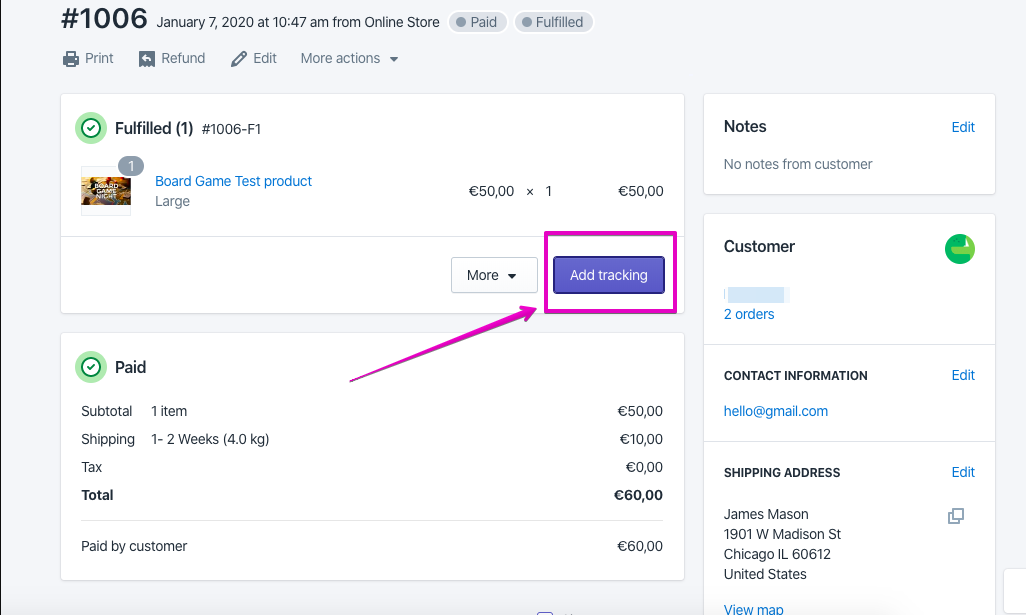 #1006 January 7, 2020 at 10:47 am from Online Store Paid Fulfilled
Print Refund Edit More actions
Fulfilled (1) #1006-F1
1
BOARD
GAME
NIGHT
Board Game Test product
Large
€50,00 × 1 €50,00
More Add tracking
Paid
Subtotal 1 item €50,00
Shipping 1- 2 Weeks (4.0 kg) €10,00
Tax €0,00
Total €60,00
Paid by customer €60,00
Notes Edit
No notes from customer
Customer
2 orders
CONTACT INFORMATION Edit
hello@gmail.com
SHIPPING ADDRESS Edit
James Mason
1901 W Madison St
Chicago IL 60612
United States
View map